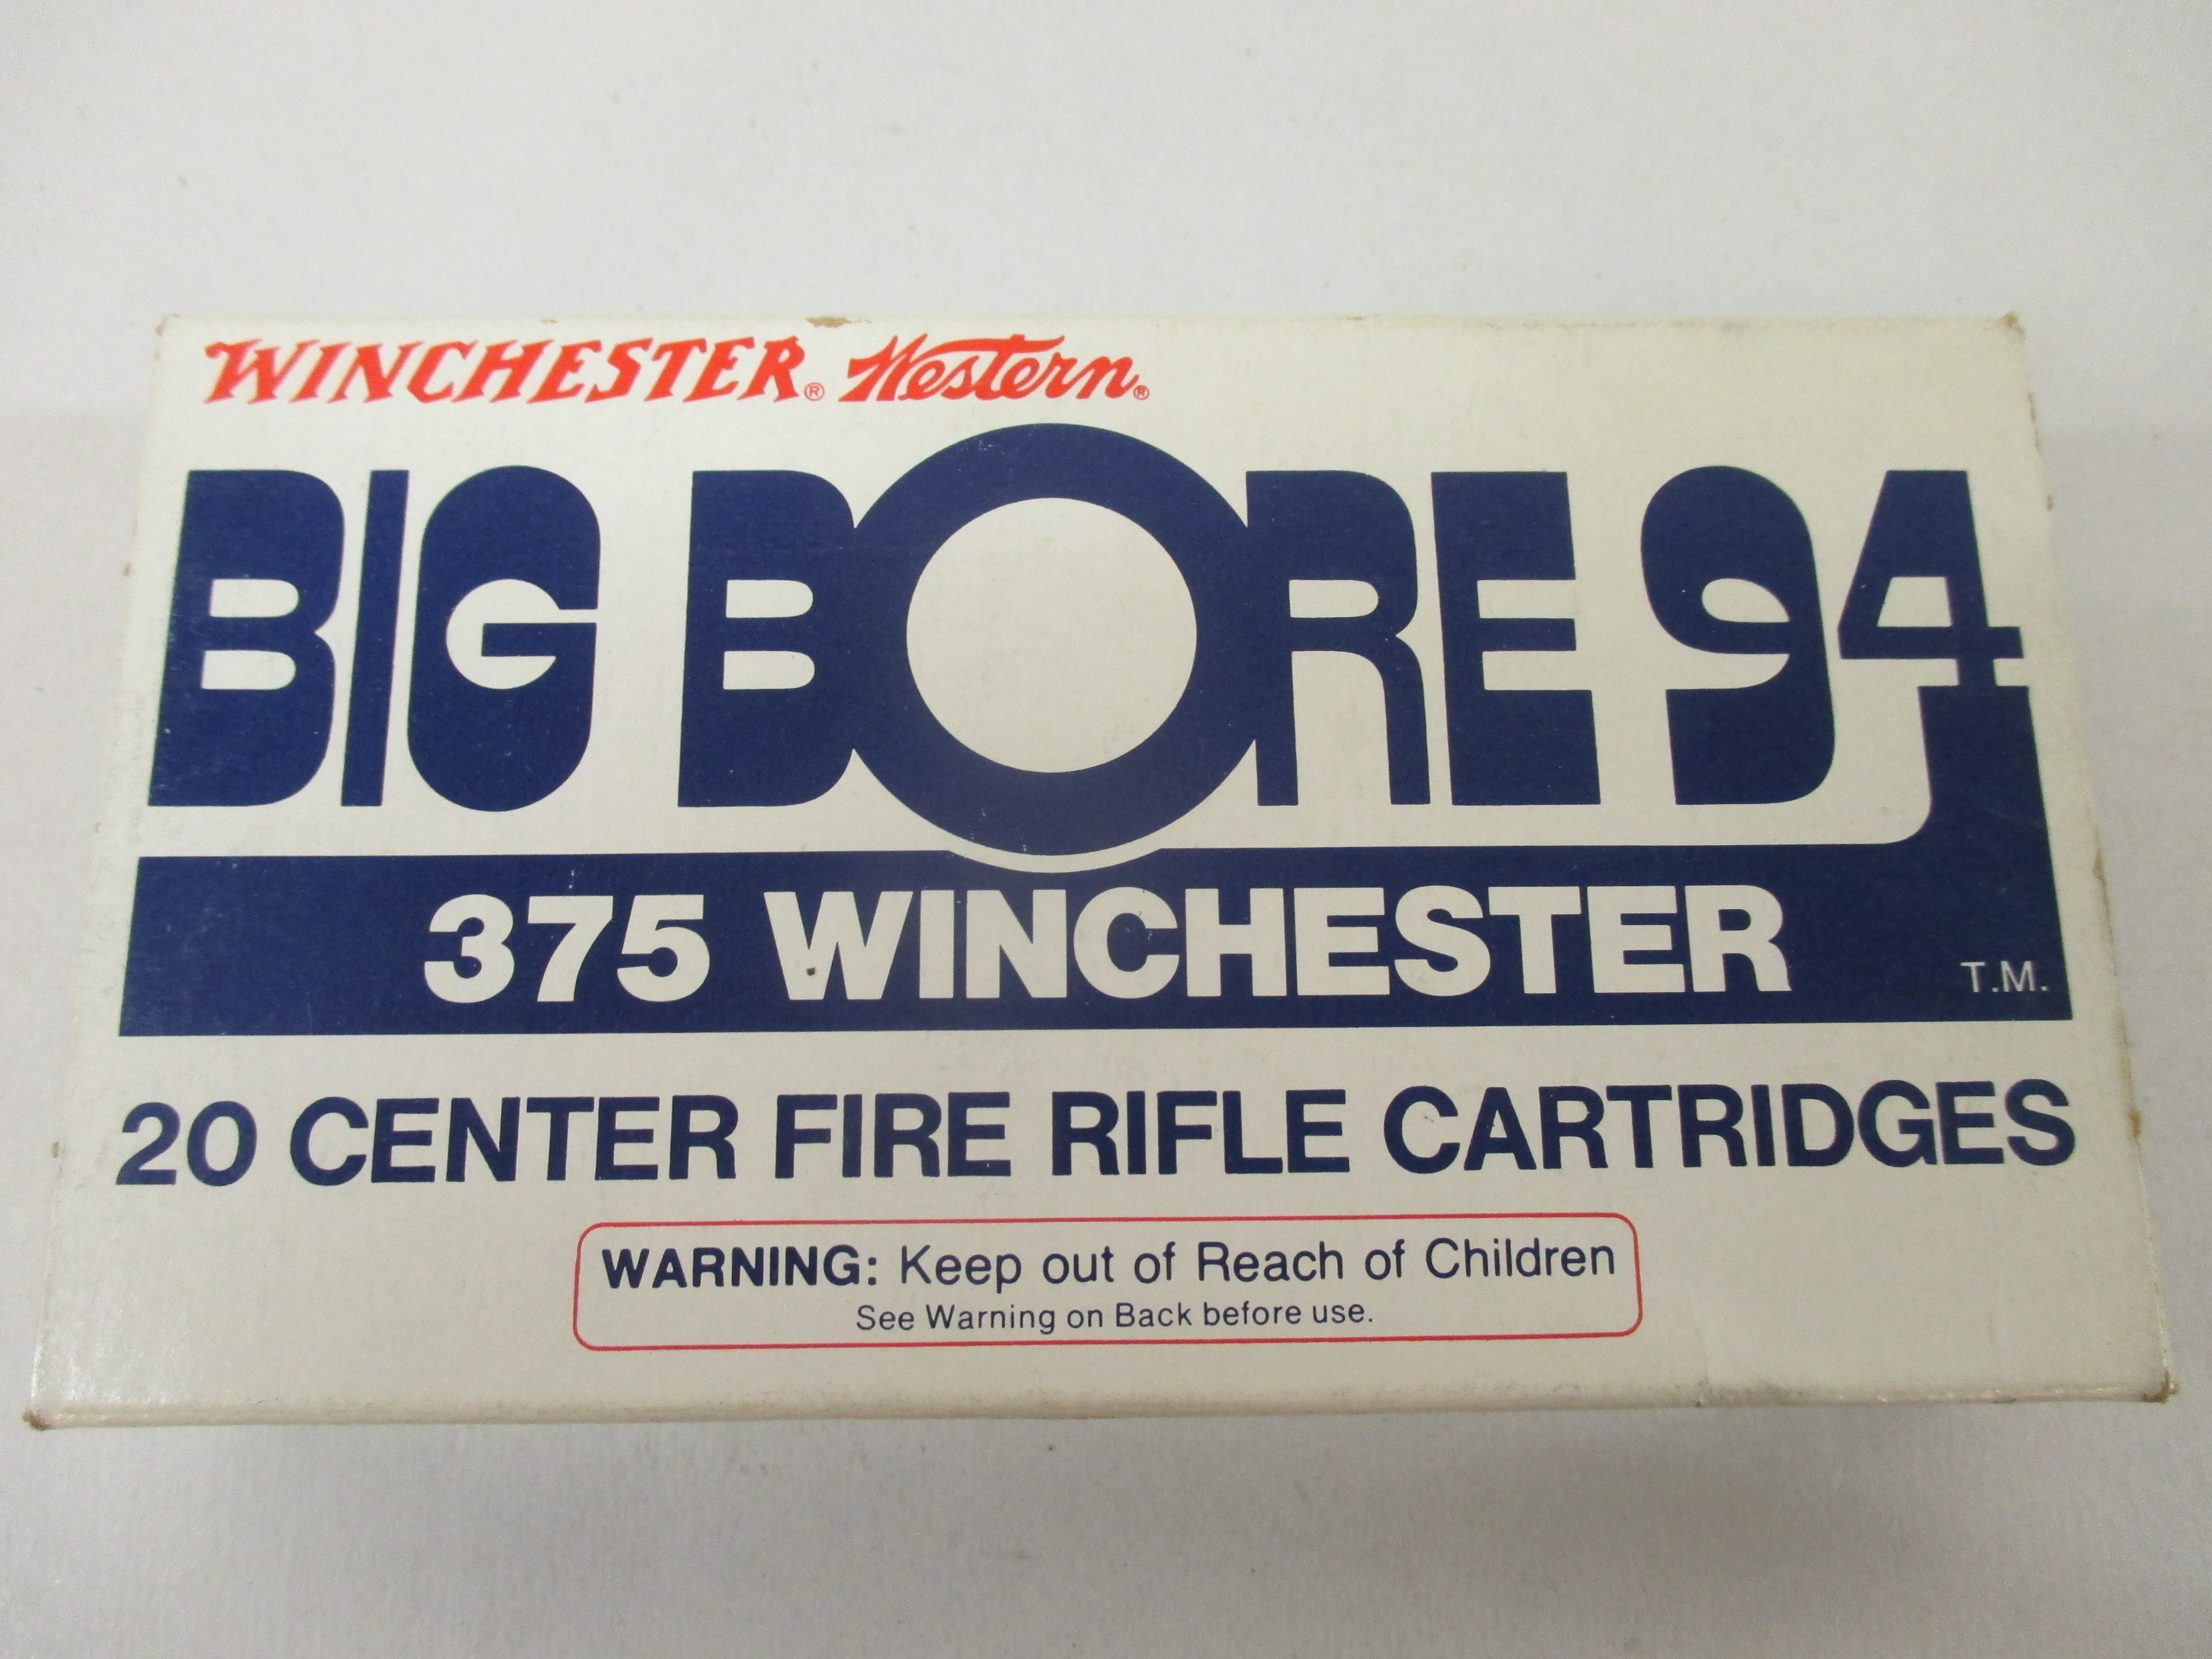 WINCHESTER® Western®
BIG BORE 94
375 WINCHESTER T.M.
20 CENTER FIRE RIFLE CARTRIDGES
WARNING: Keep out of Reach of Children
See Warning on Back before use.